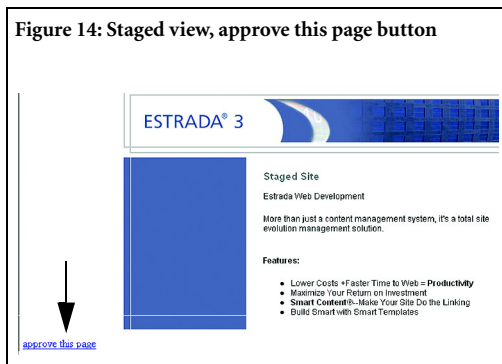 Figure 14: Staged view, approve this page button
ESTRADA® 3
Staged Site
Estrada Web Development
More than just a content management system, it's a total site
evolution management solution.
Features:
● Lower Costs +Faster Time to Web = Productivity
● Maximize Your Return on Investment
● Smart Content®--Make Your Site Do the Linking
● Build Smart with Smart Templates
approve this page